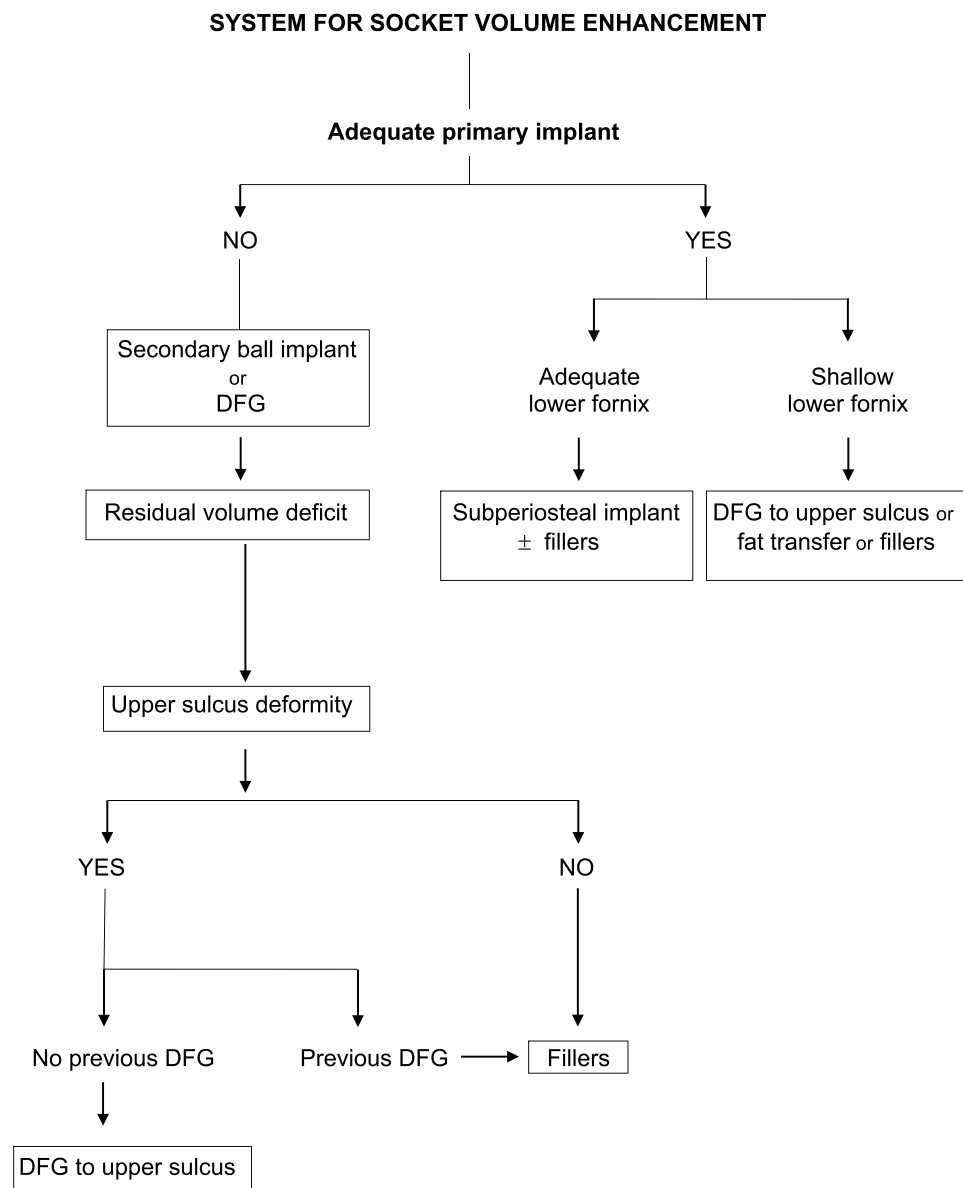 SYSTEM FOR SOCKET VOLUME ENHANCEMENT
Adequate primary implant
NO
YES
Secondary ball implant
or
DFG
Adequate
lower fornix
Shallow
lower fornix
Residual volume deficit
Subperiosteal implant
± fillers
DFG to upper sulcus or
fat transfer or fillers
Upper sulcus deformity
YES
NO
No previous DFG
Previous DFG
Fillers
DFG to upper sulcus